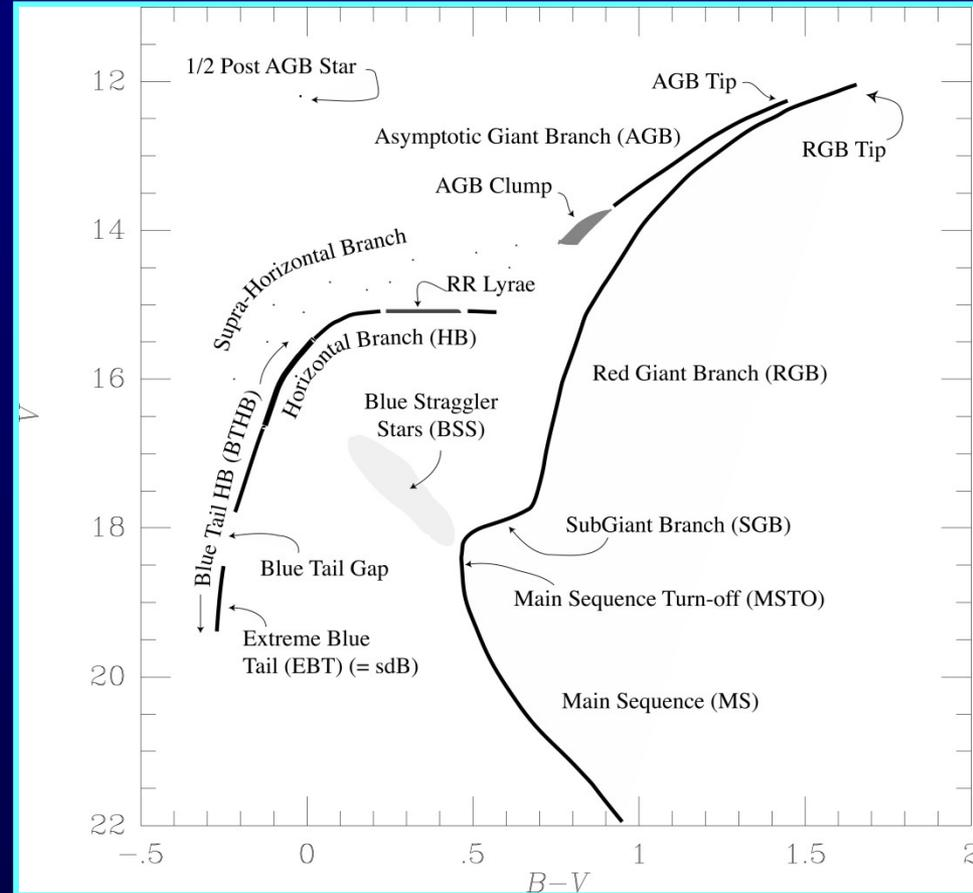 1/2 Post AGB Star
12
AGB Tip
Asymptotic Giant Branch (AGB)
RGB Tip
AGB Clump
14
Supra-Horizontal Branch
RR Lyrae
Horizontal Branch (HB)
16
Red Giant Branch (RGB)
V
Blue Straggler
Stars (BSS)
Blue Tail HB (BTHB)
18
SubGiant Branch (SGB)
Blue Tail Gap
Main Sequence Turn-off (MSTO)
Extreme Blue
Tail (EBT) (= sdB)
20
Main Sequence (MS)
22
-.5 0 .5 1 1.5 2
B-V